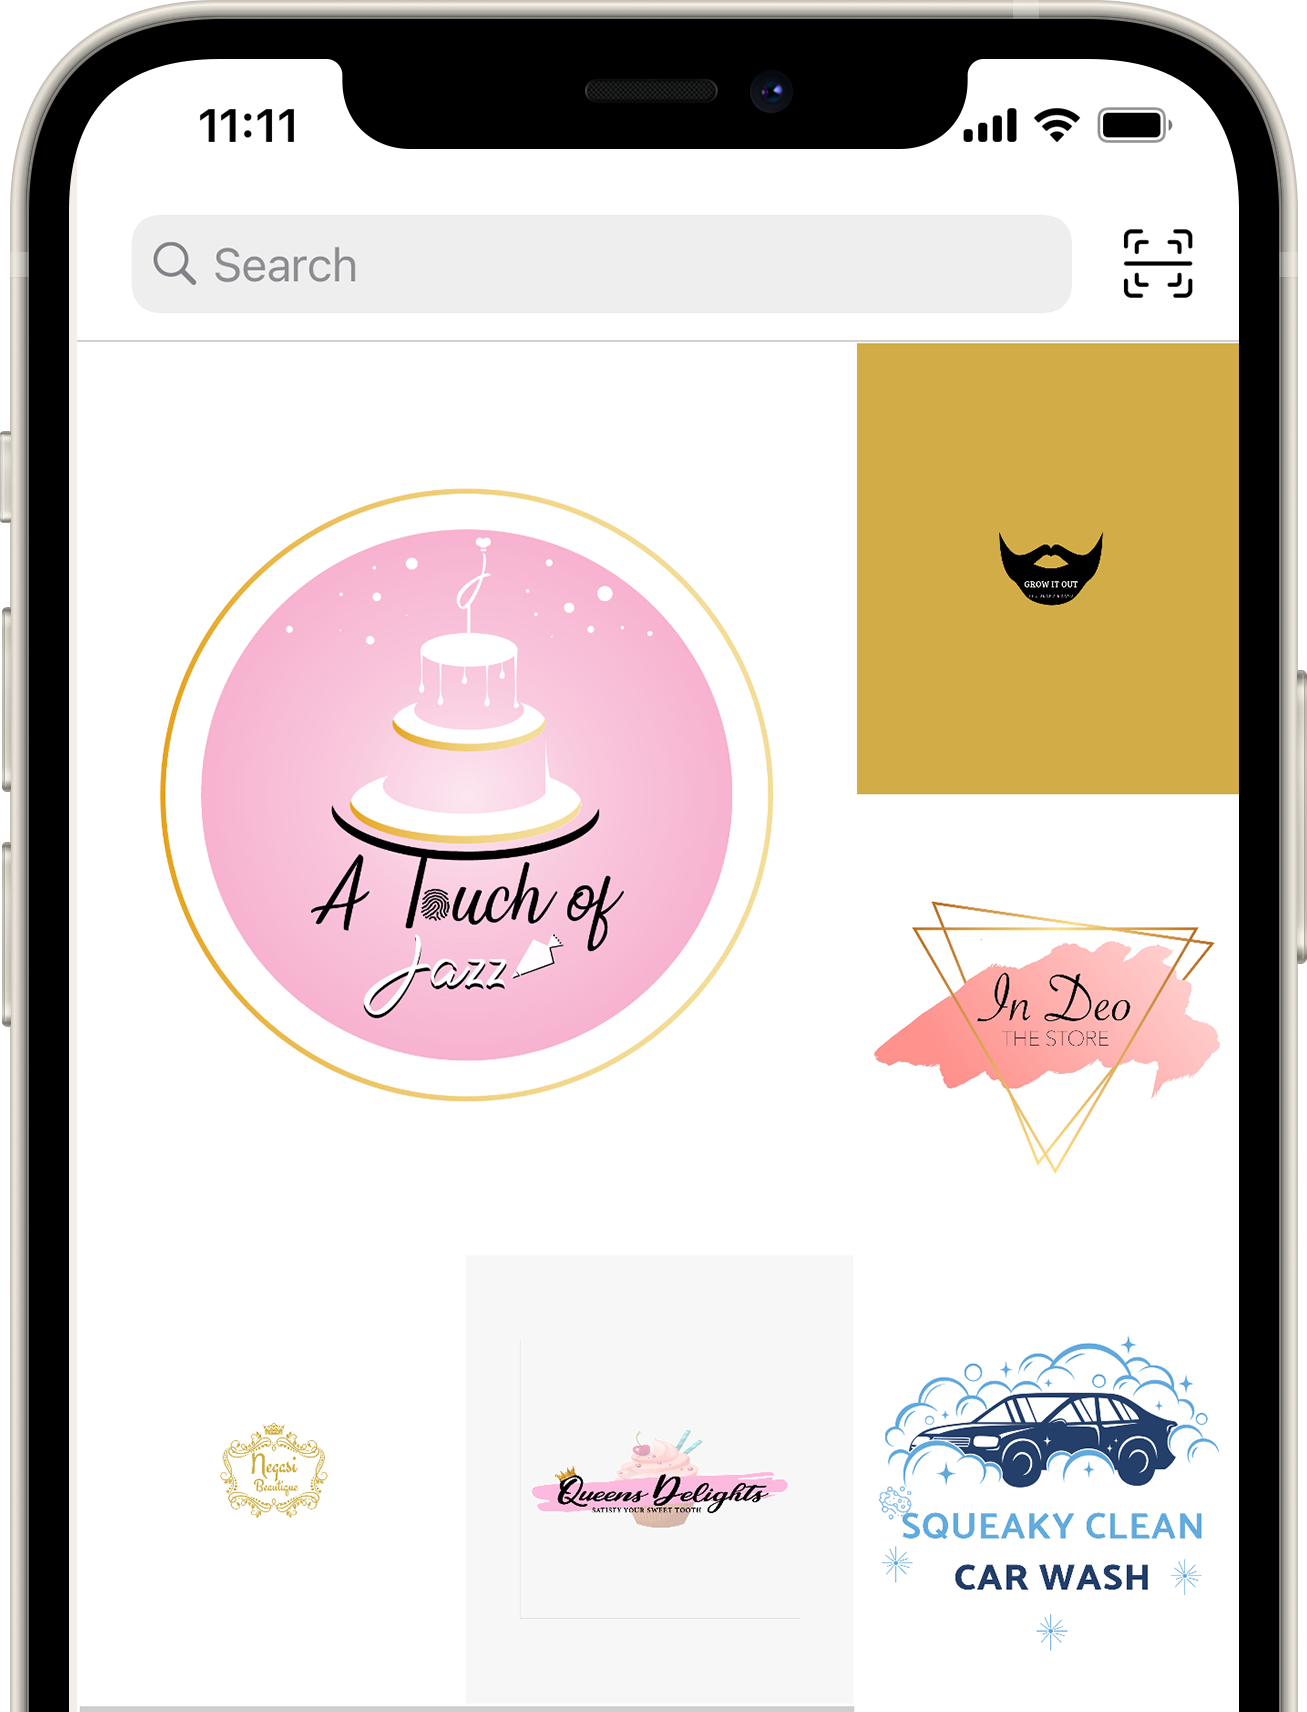 11:11
Search
GROW IT OUT
A Touch of
Jazz
In Deo
THE STORE
Negasi
Beautique
Queens Delights
SATISFY YOUR SWEET TOOTH
SQUEAKY CLEAN
CAR WASH